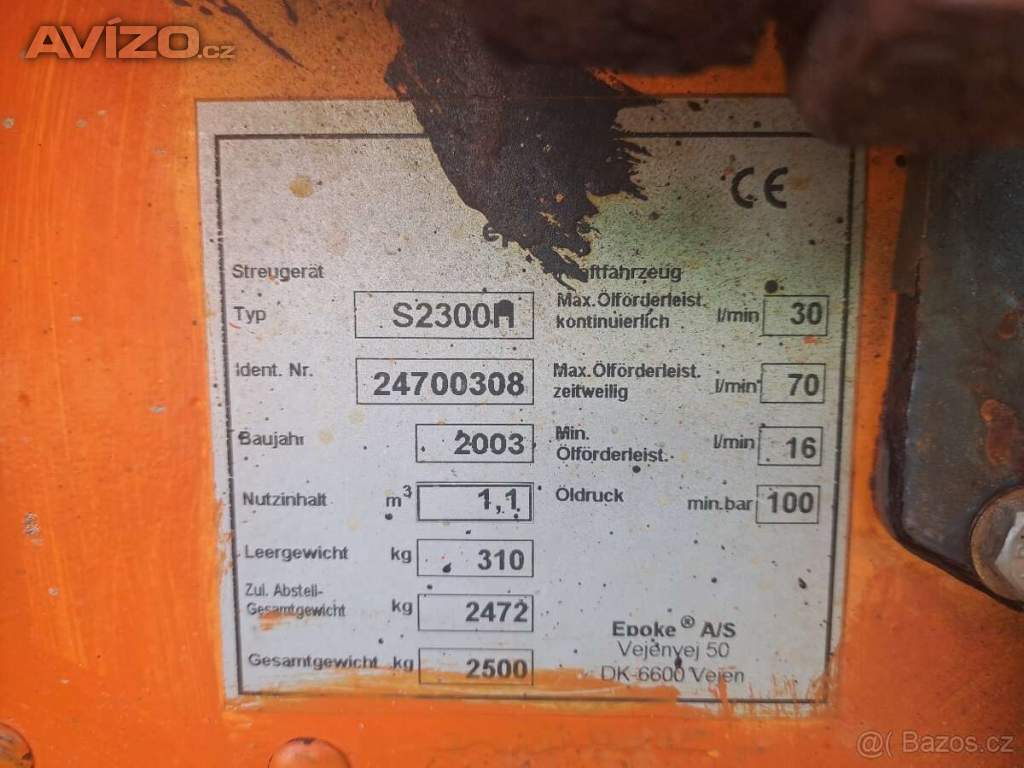 AVÍZO.cz
CE
Streugerät
Typ
Ident. Nr. 24700308
Baujahr 2003
Nutzinhalt m³ 1,1
Leergewicht kg 310
Zul. Abstell-
Gesamtgewicht kg 2472
Gesamtgewicht kg 2500
Max.Ölförderleist.
kontinuierlich l/min 30
Max.Ölförderleist.
zeitweilig l/min 70
Min.
Ölförderleist. l/min 16
Öldruck min.bar 100
Epoke ® A/S
Vejenvej 50
DK-6600 Vejen
@( Bazos.cz